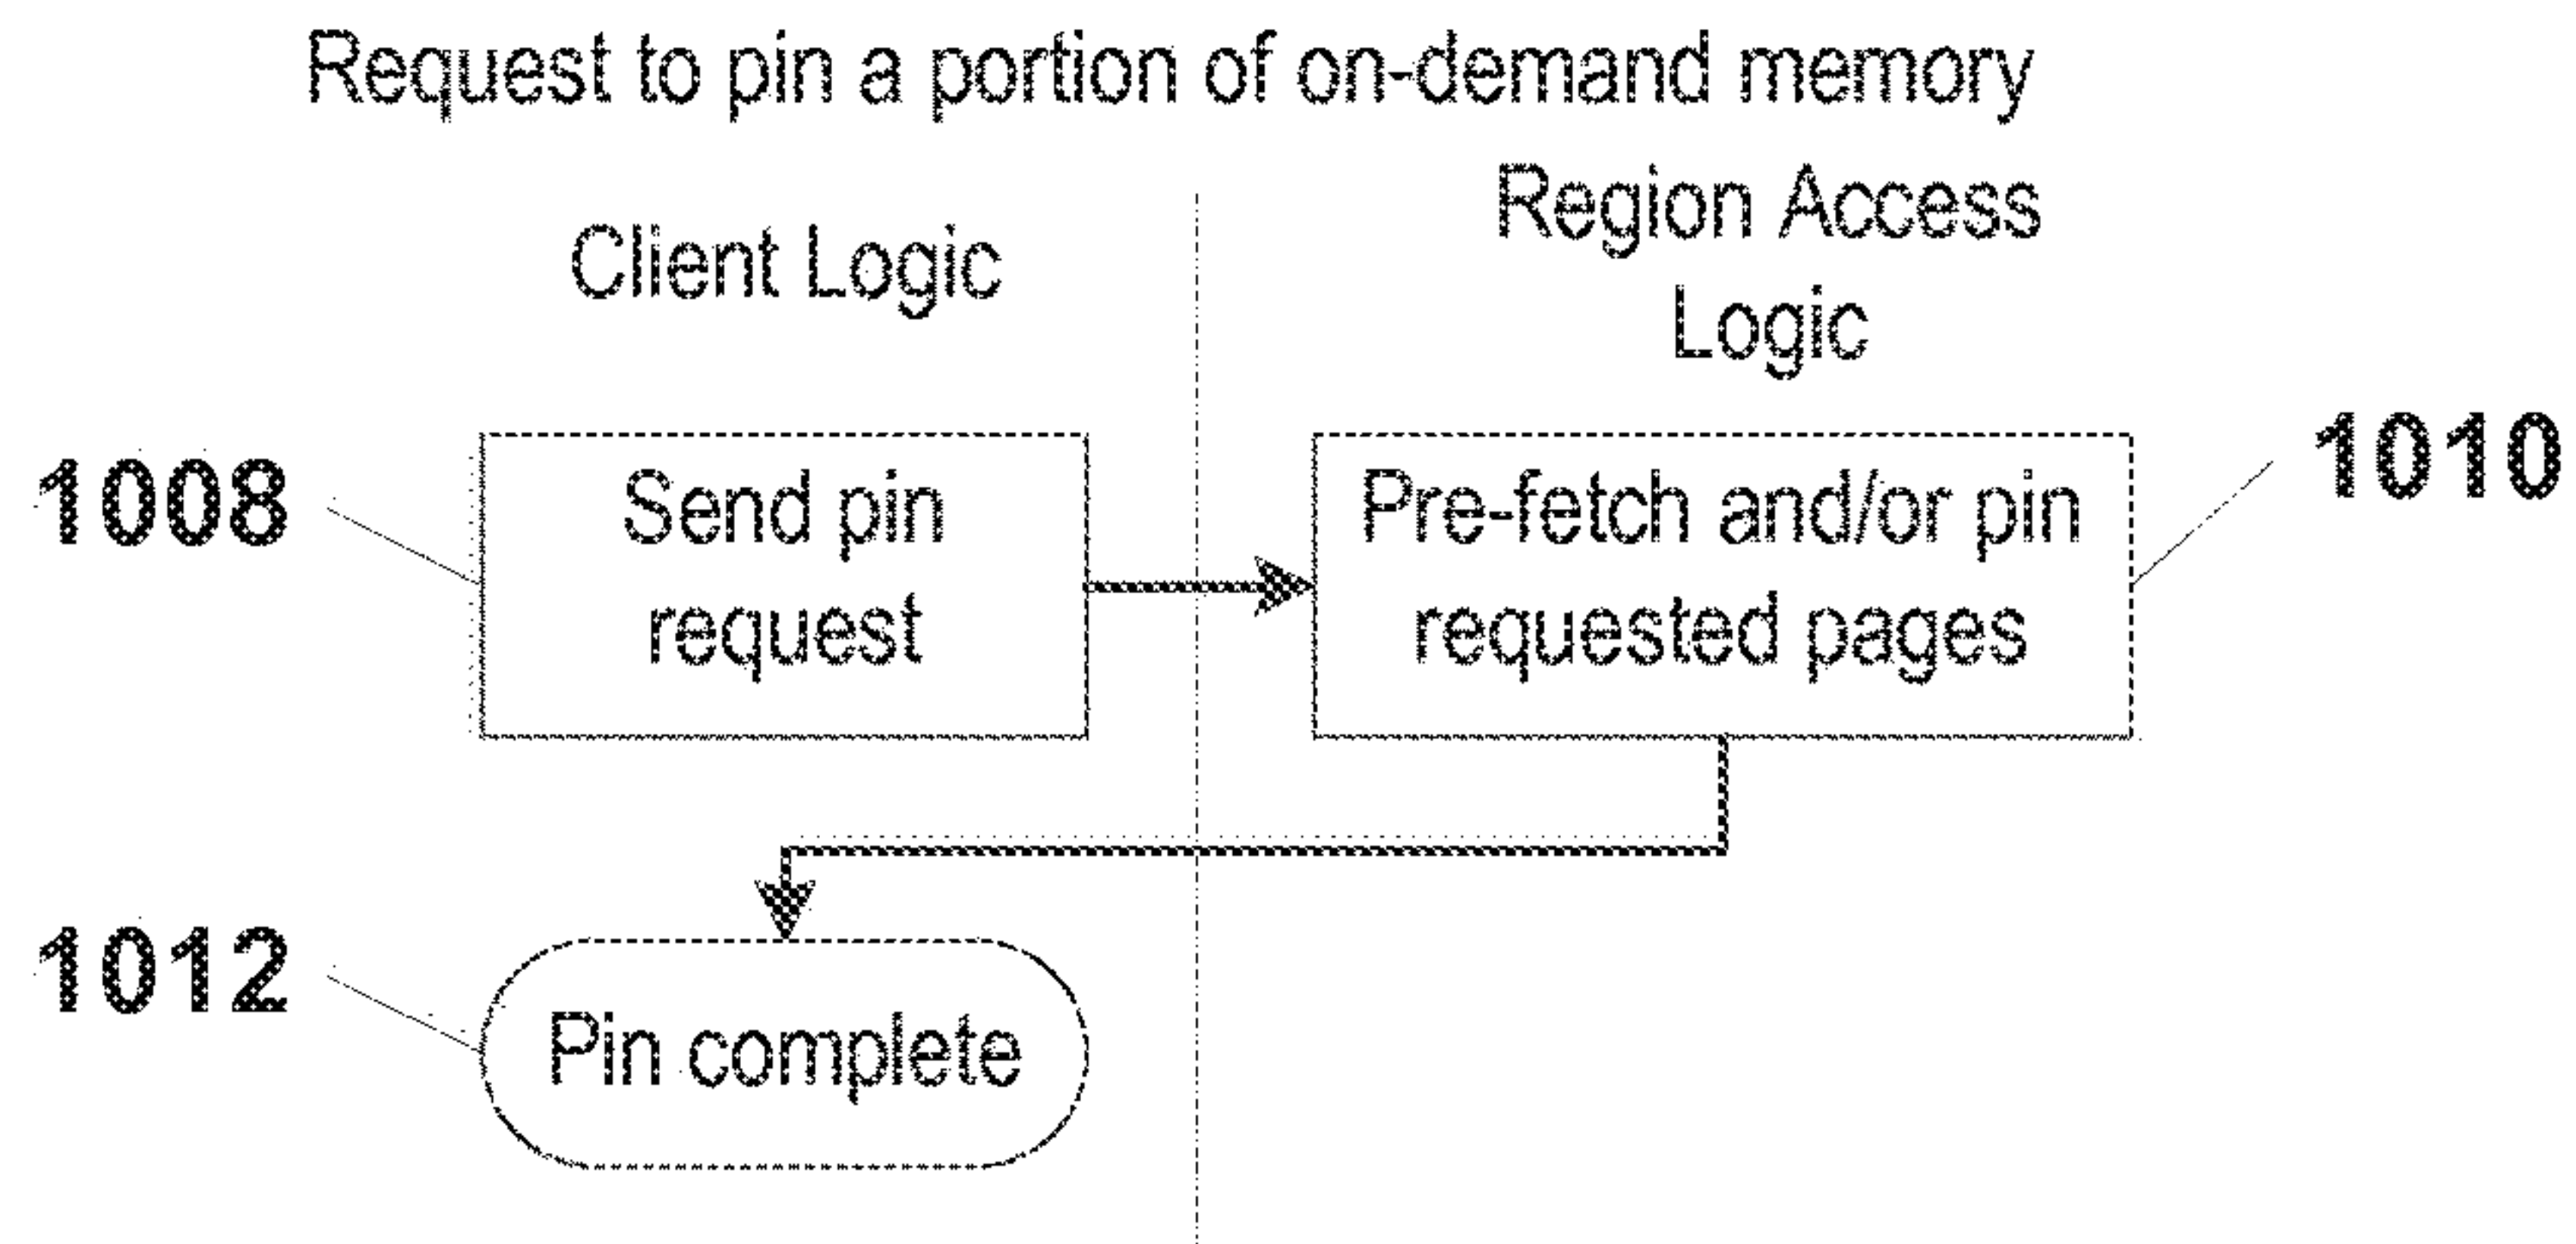 Request to pin a portion of on-demand memory
Client Logic
Region Access
Logic
1008
Send pin
request
Pre-fetch and/or pin
requested pages
1010
1012
Pin complete